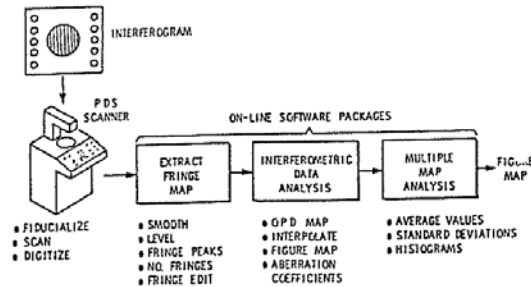 INTERFEROGRAM
PDS
SCANNER
ON-LINE SOFTWARE PACKAGES
EXTRACT
FRINGE
MAP
INTERFEROMETRIC
DATA
ANALYSIS
MULTIPLE
MAP
ANALYSIS
FIGURE
MAP
• FIDUCIALIZE
• SCAN
• DIGITIZE
• SMOOTH
• LEVEL
• FRINGE PEAKS
• NO. FRINGES
• FRINGE EDIT
• OPD MAP
• INTERPOLATE
• FIGURE MAP
• ABERRATION
COEFFICIENTS
• AVERAGE VALUES
• STANDARD DEVIATIONS
• HISTOGRAMS